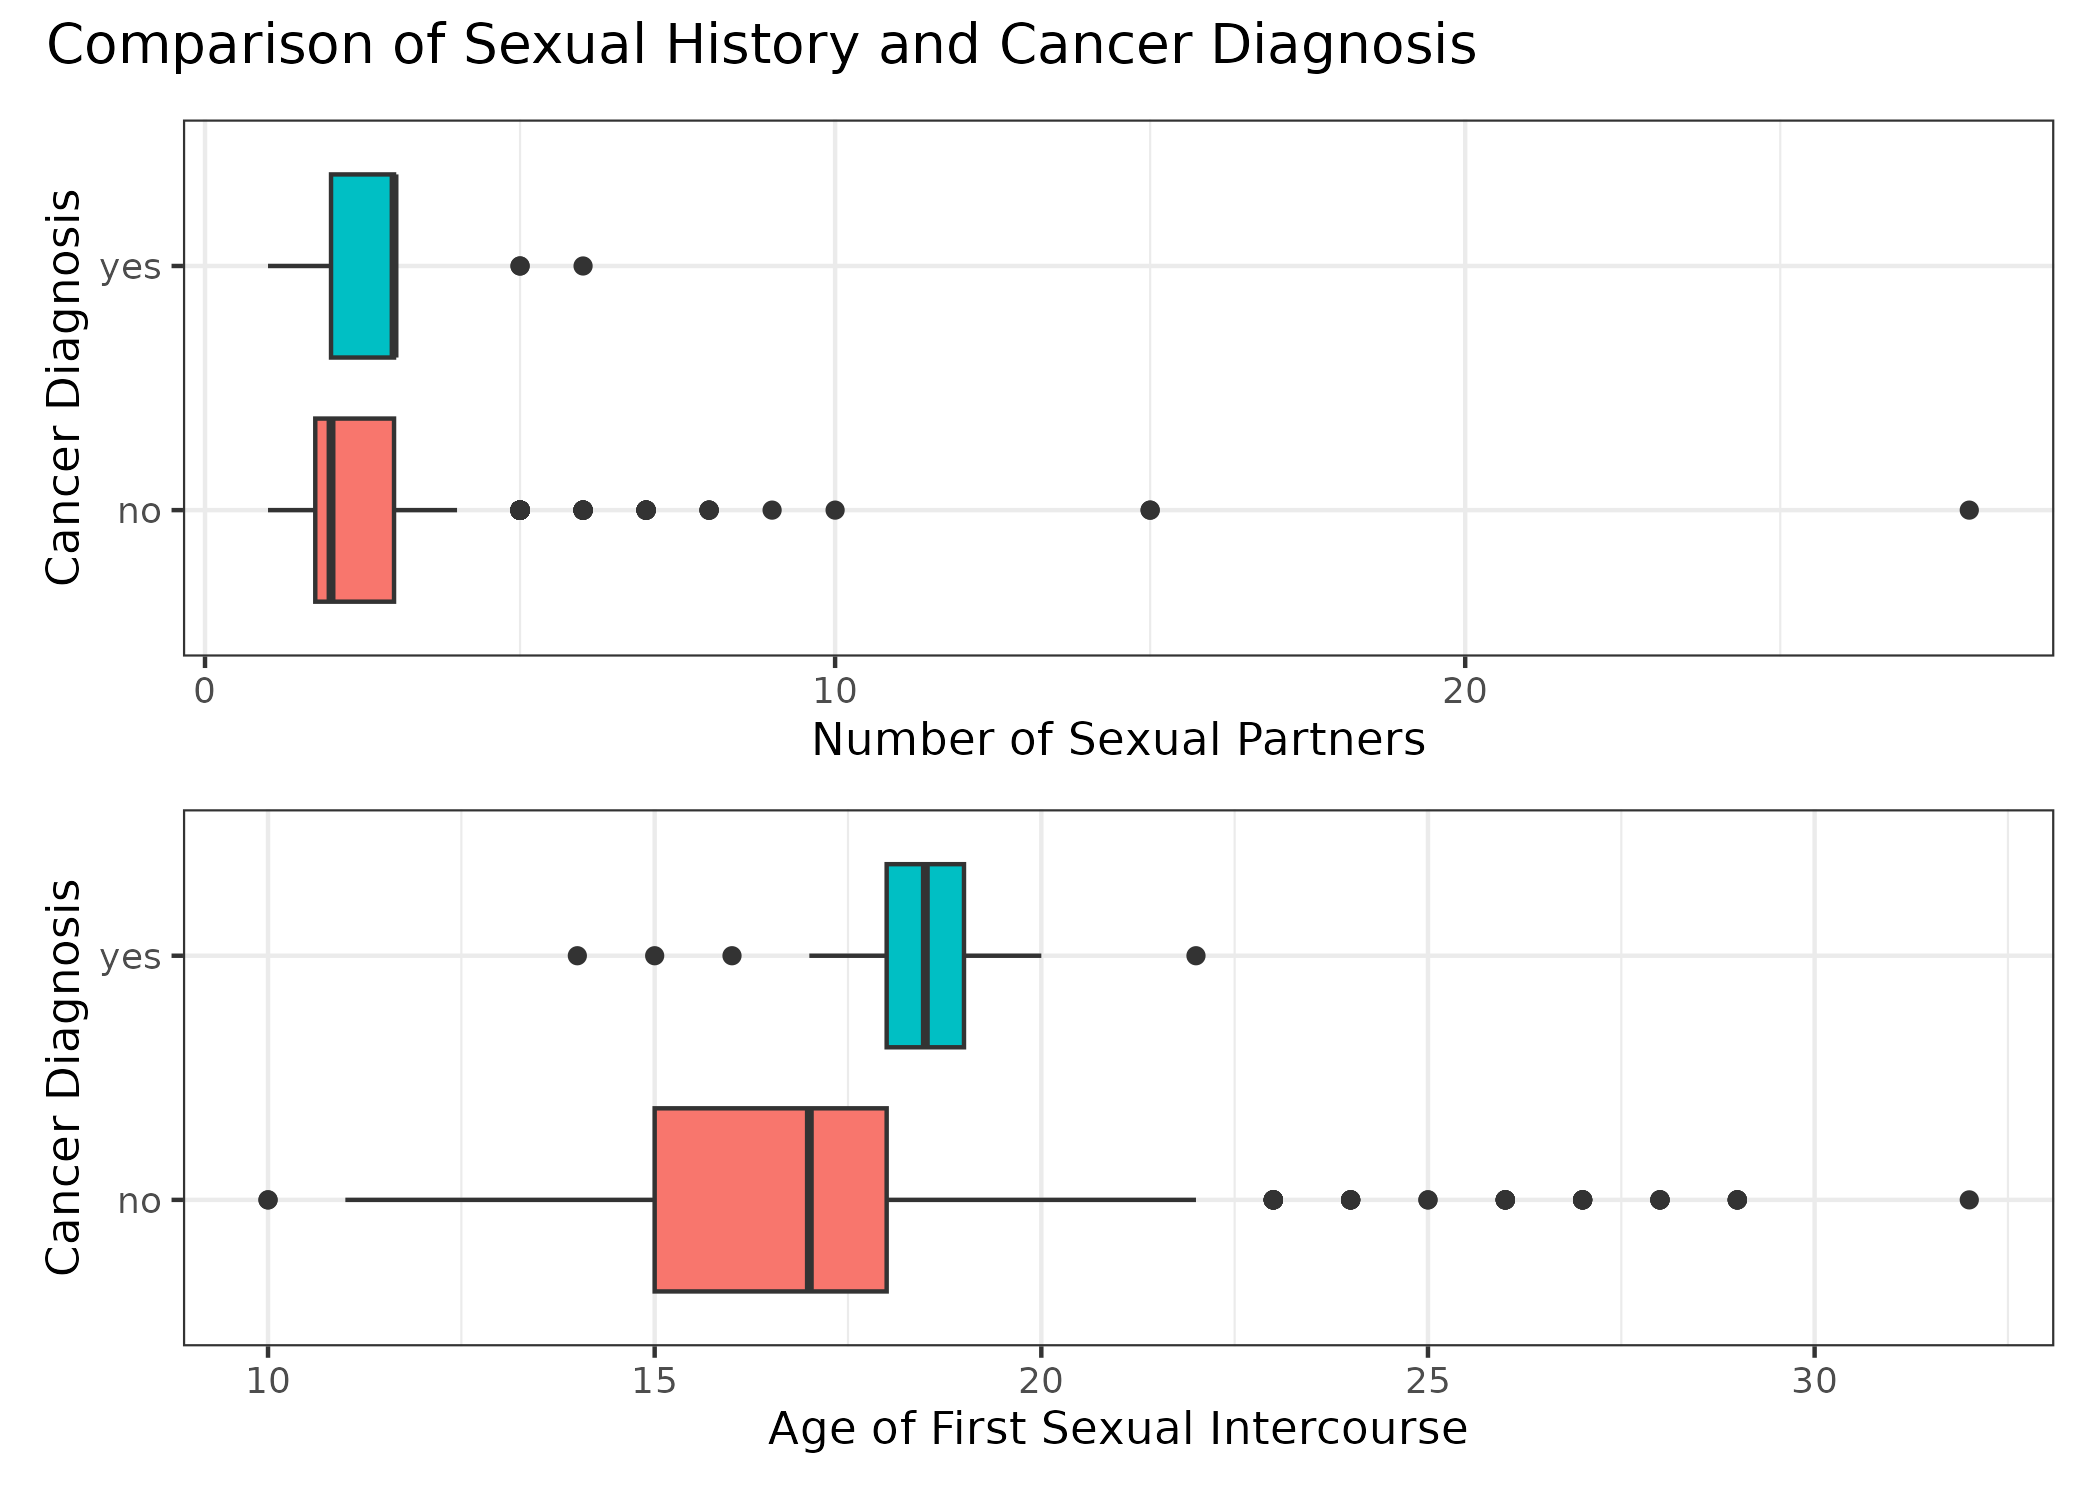 Comparison of Sexual History and Cancer Diagnosis
Cancer Diagnosis
yes
no
0 10 20
Number of Sexual Partners
Cancer Diagnosis
yes
no
10 15 20 25 30
Age of First Sexual Intercourse